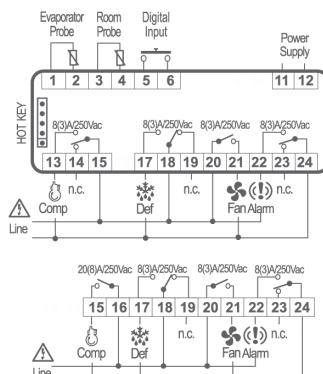 Evaporator Probe
Room Probe
Digital Input
Power Supply
1 2 3 4 5 6 11 12
HOT KEY
8(3)A/250Vac 8(3)A/250Vac 8(3)A/250Vac 8(3)A/250Vac
13 14 15 17 18 19 20 21 22 23 24
n.c. n.c. n.c.
Comp Def Fan Alarm
Line
20(8)A/250Vac 8(3)A/250Vac 8(3)A/250Vac 8(3)A/250Vac
15 16 17 18 19 20 21 22 23 24
n.c. n.c.
Comp Def Fan Alarm
Line